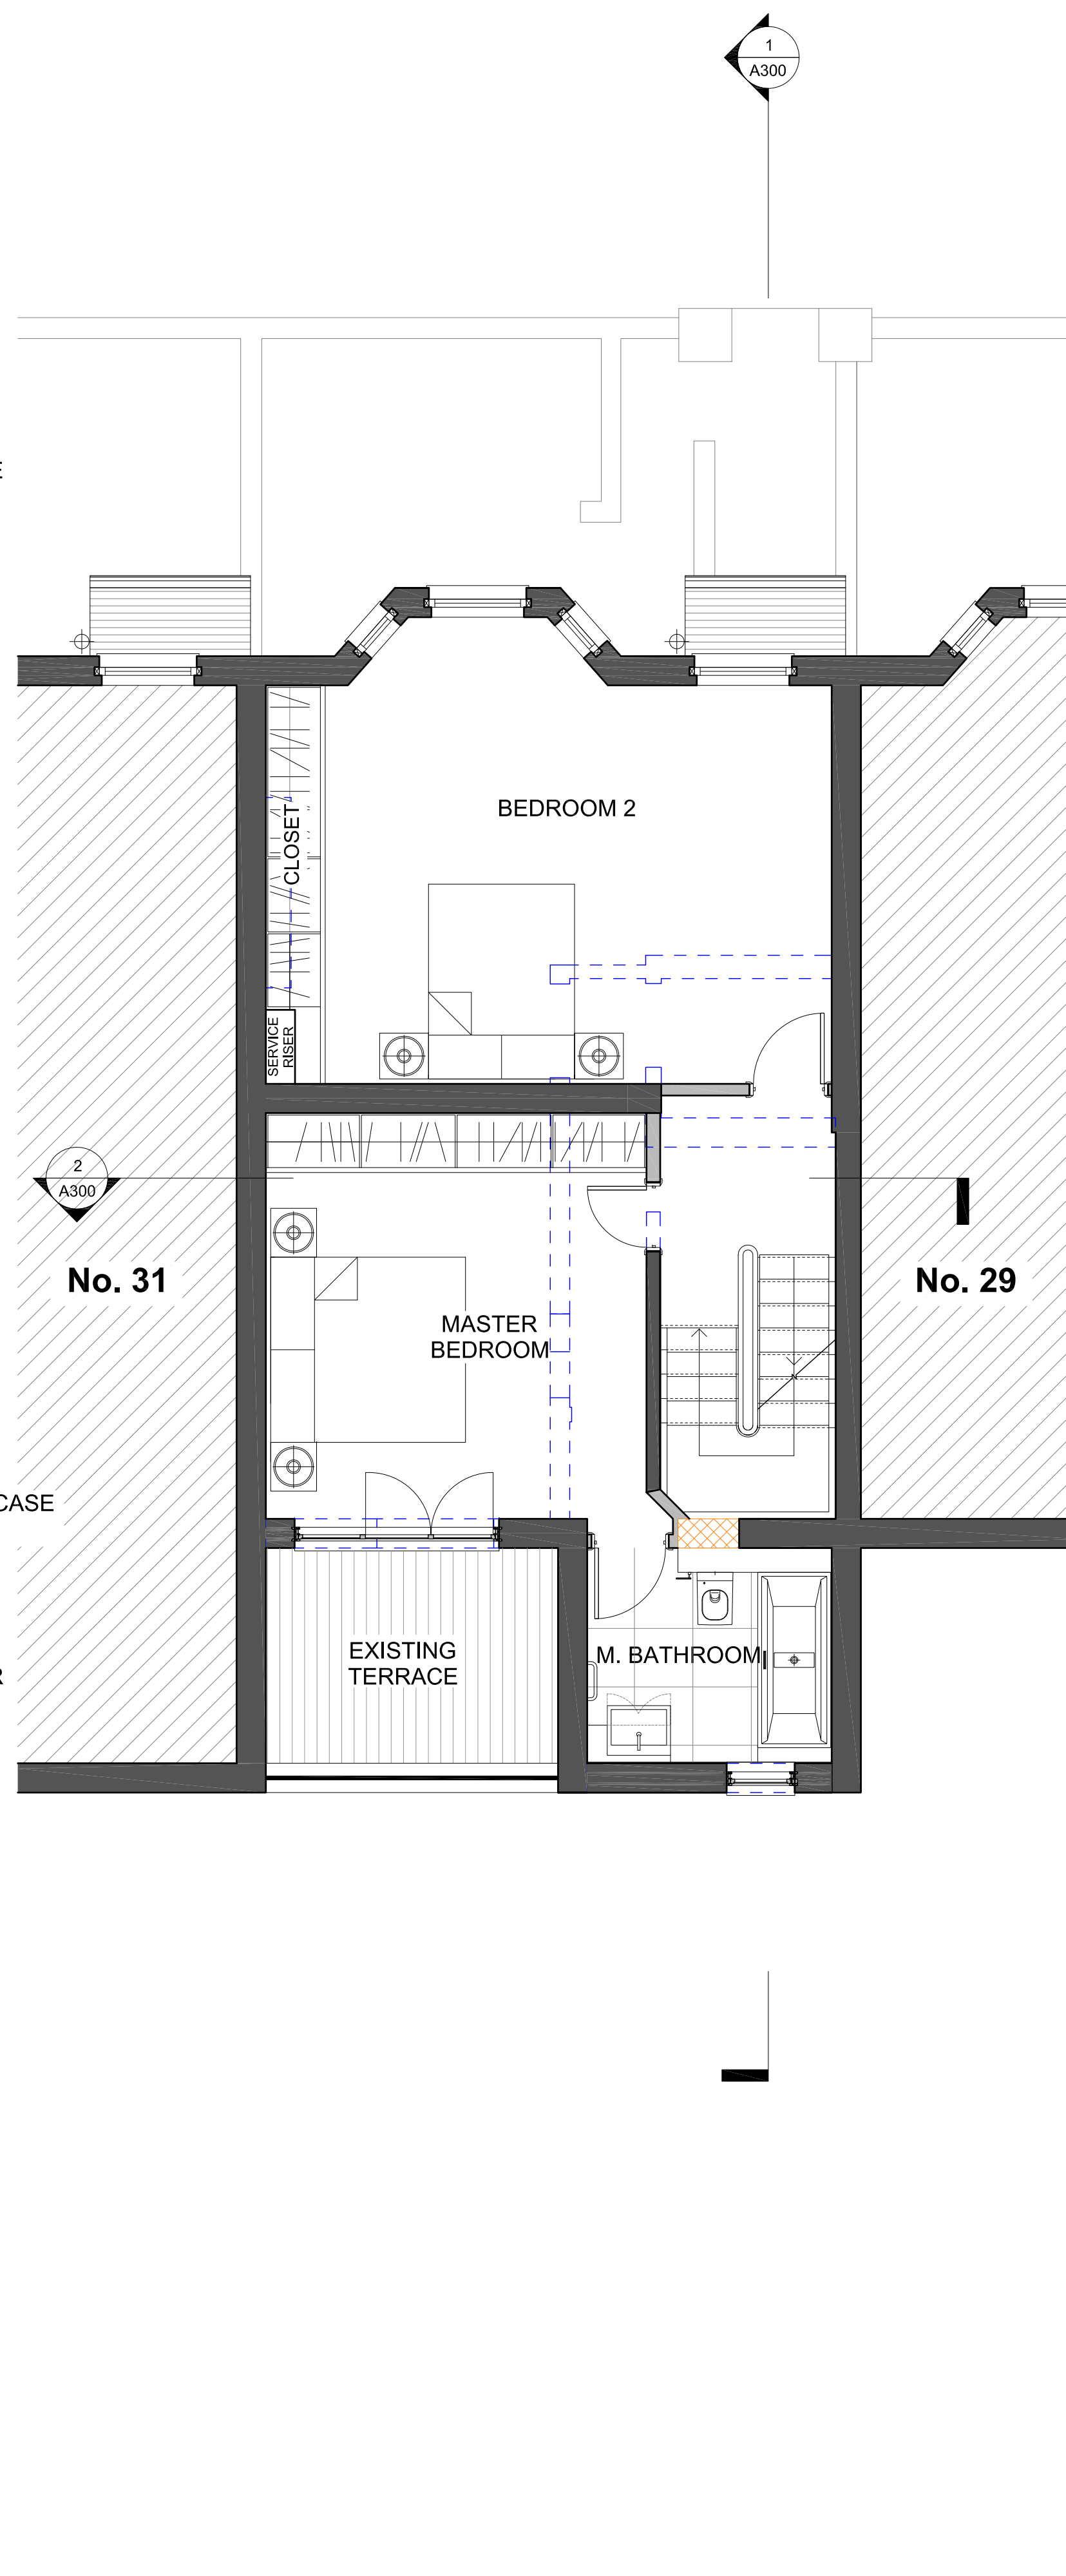 1
A300
E
BEDROOM 2
CLOSET
SERVICE
RISER
2
A300
No. 31
No. 29
MASTER
BEDROOM
CASE
EXISTING
TERRACE
M. BATHROOM
R